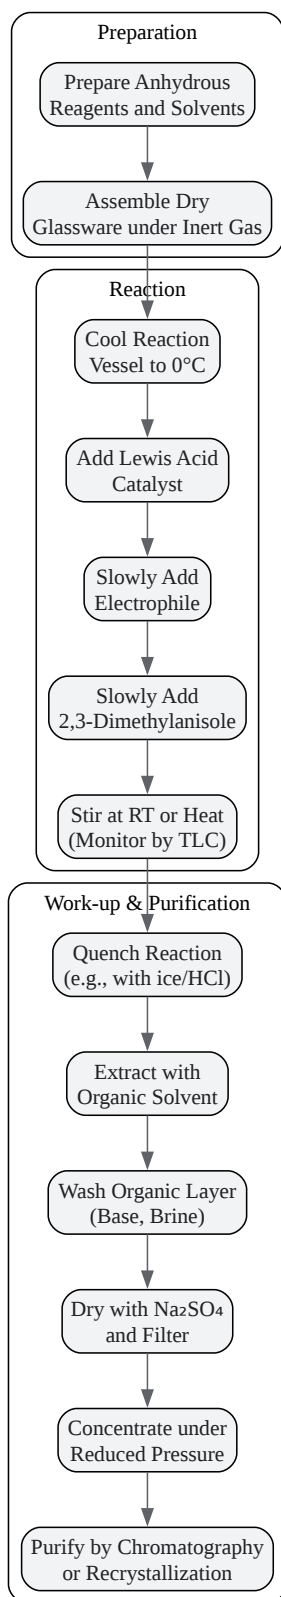 Preparation
Prepare Anhydrous
Reagents and Solvents
Assemble Dry
Glassware under Inert Gas
Reaction
Cool Reaction
Vessel to 0°C
Add Lewis Acid
Catalyst
Slowly Add
Electrophile
Slowly Add
2,3-Dimethylanisole
Stir at RT or Heat
(Monitor by TLC)
Work-up & Purification
Quench Reaction
(e.g., with ice/HCl)
Extract with
Organic Solvent
Wash Organic Layer
(Base, Brine)
Dry with Na₂SO₄
and Filter
Concentrate under
Reduced Pressure
Purify by Chromatography
or Recrystallization